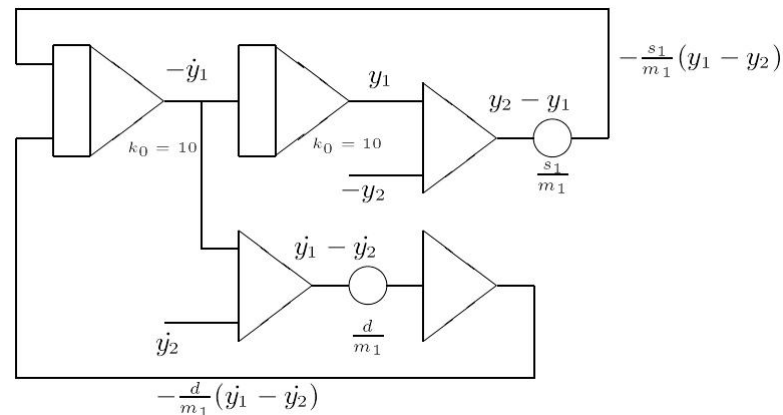 $-\dot{y}_1$
$y_1$
$y_2 - y_1$
$-\frac{s_1}{m_1}(y_1 - y_2)$
$k_0 = 10$
$k_0 = 10$
$-y_2$
$\frac{s_1}{m_1}$
$\dot{y}_1 - \dot{y}_2$
$\dot{y}_2$
$\frac{d}{m_1}$
$-\frac{d}{m_1}(\dot{y}_1 - \dot{y}_2)$